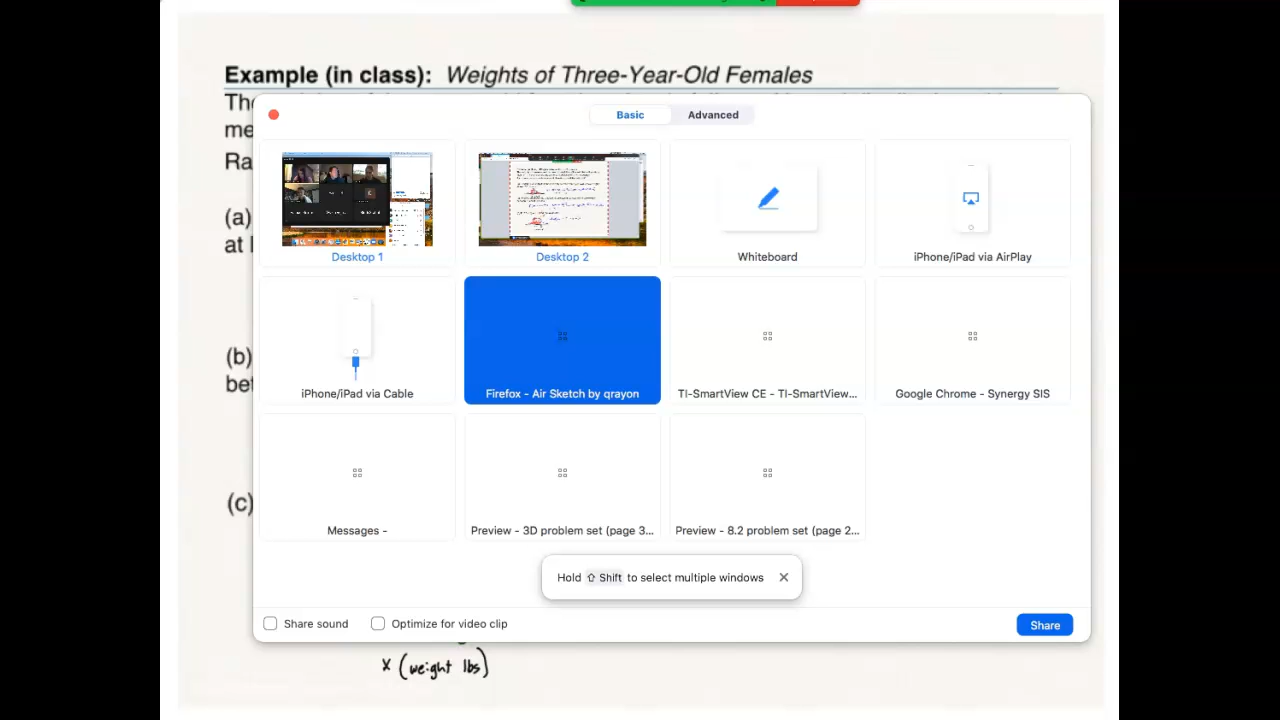 Example (in class): Weights of Three-Year-Old Females
The
me
Ra
(a)
at
(b)
bet
(c)
Basic
Advanced
Desktop 1
Desktop 2
Whiteboard
iPhone/iPad via AirPlay
iPhone/iPad via Cable
Firefox - Air Sketch by qrayon
TI-SmartView CE - TI-SmartView...
Google Chrome - Synergy SIS
Messages -
Preview - 3D problem set (page 3...
Preview - 8.2 problem set (page 2...
Hold ⇧ Shift to select multiple windows
Share sound
Optimize for video clip
Share
x (weight lbs)